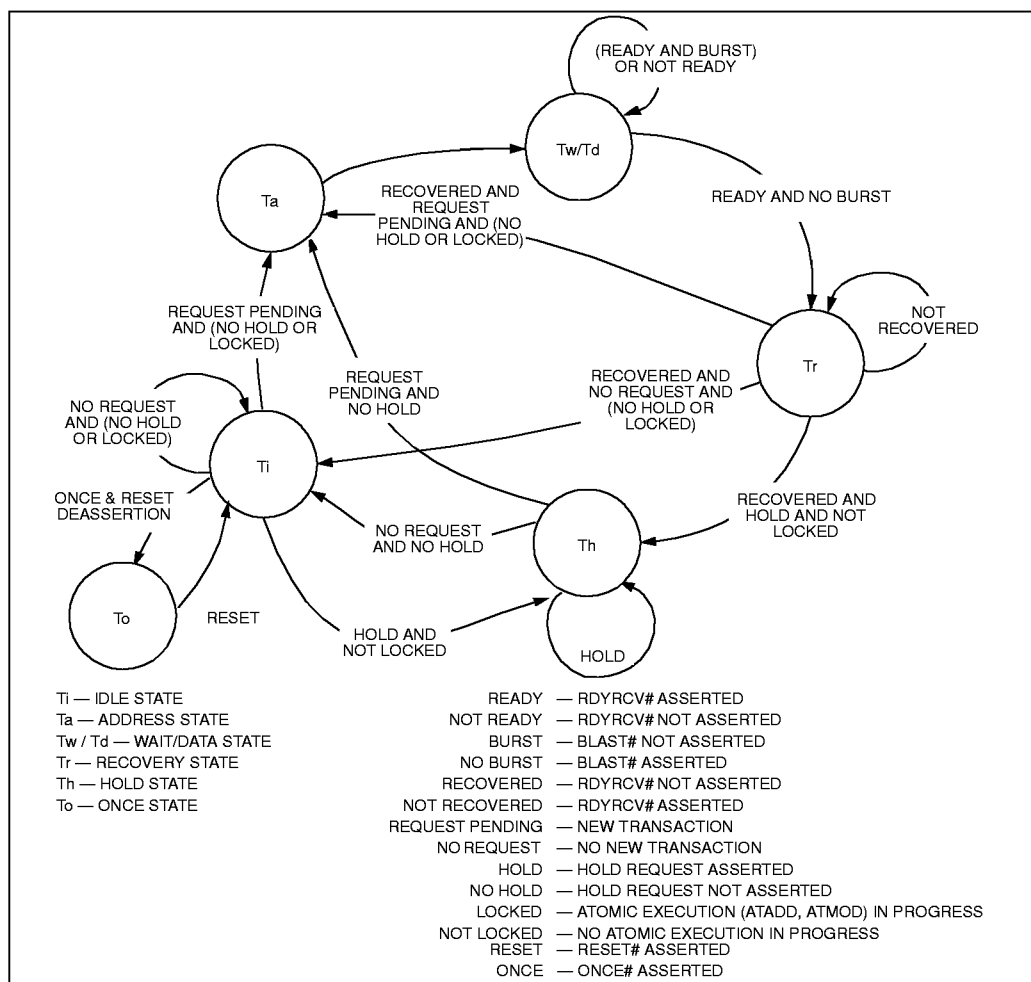 (READY AND BURST)
OR NOT READY
Tw/Td
READY AND NO BURST
Ta
RECOVERED AND
REQUEST
PENDING AND (NO
HOLD OR LOCKED)
REQUEST PENDING
AND (NO HOLD OR
LOCKED)
NOT
RECOVERED
Tr
REQUEST
PENDING AND
NO HOLD
RECOVERED AND
NO REQUEST AND
(NO HOLD OR
LOCKED)
NO REQUEST
AND (NO HOLD
OR LOCKED)
Ti
ONCE & RESET
DEASSERTION
NO REQUEST
AND NO HOLD
RECOVERED AND
HOLD AND NOT
LOCKED
Th
To
RESET
HOLD AND
NOT LOCKED
HOLD
Ti — IDLE STATE
Ta — ADDRESS STATE
Tw / Td — WAIT/DATA STATE
Tr — RECOVERY STATE
Th — HOLD STATE
To — ONCE STATE
READY — RDYRCV# ASSERTED
NOT READY — RDYRCV# NOT ASSERTED
BURST — BLAST# NOT ASSERTED
NO BURST — BLAST# ASSERTED
RECOVERED — RDYRCV# NOT ASSERTED
NOT RECOVERED — RDYRCV# ASSERTED
REQUEST PENDING — NEW TRANSACTION
NO REQUEST — NO NEW TRANSACTION
HOLD — HOLD REQUEST ASSERTED
NO HOLD — HOLD REQUEST NOT ASSERTED
LOCKED — ATOMIC EXECUTION (ATADD, ATMOD) IN PROGRESS
NOT LOCKED — NO ATOMIC EXECUTION IN PROGRESS
RESET — RESET# ASSERTED
ONCE — ONCE# ASSERTED